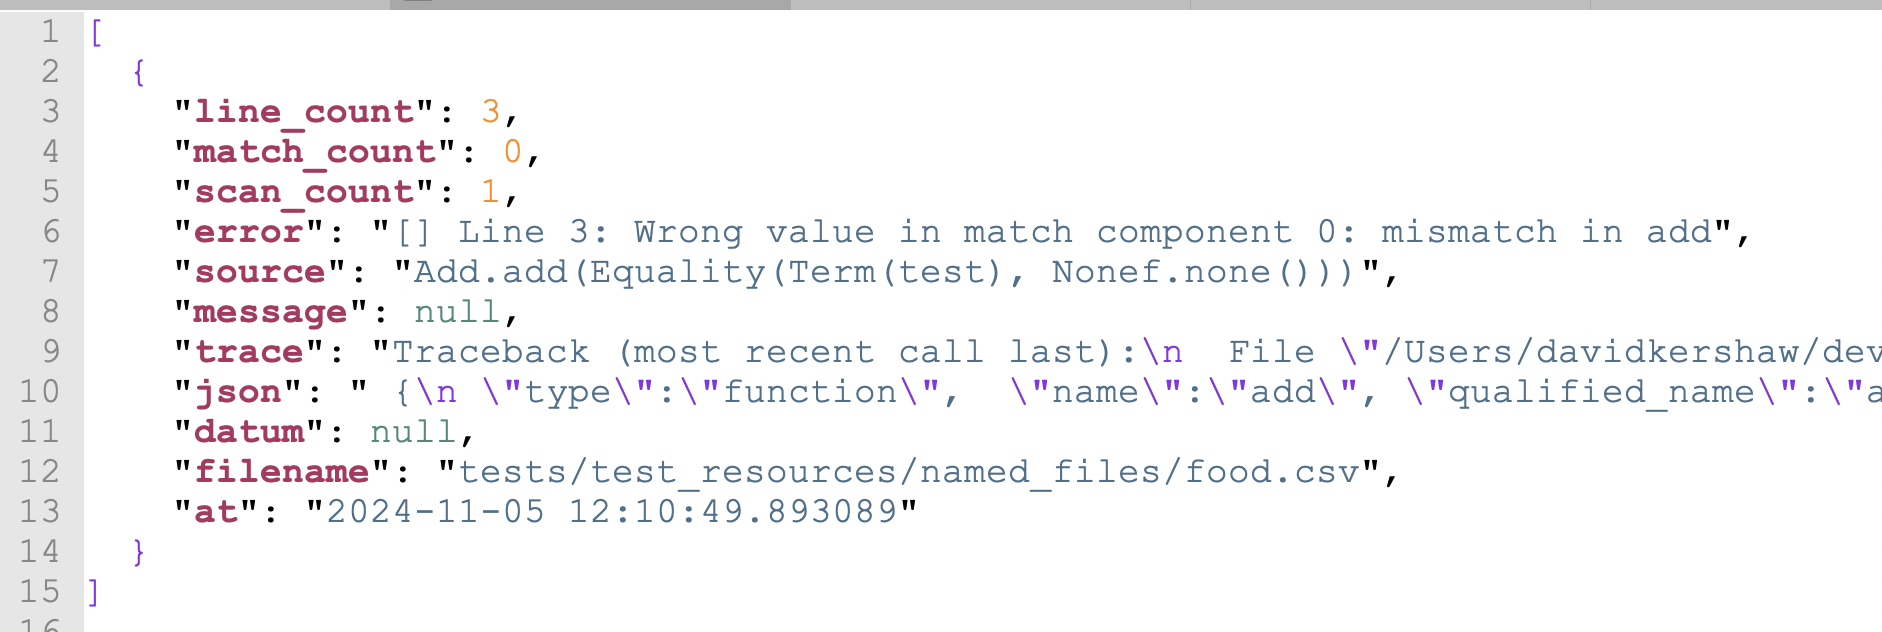 1 [
2   {
3     "line_count": 3,
4     "match_count": 0,
5     "scan_count": 1,
6     "error": "[] Line 3: Wrong value in match component 0: mismatch in add",
7     "source": "Add.add(Equality(Term(test), Nonef.none()))",
8     "message": null,
9     "trace": "Traceback (most recent call last):\n  File \"/Users/davidkershaw/dev
10     "json": " {\n \"type\":\"function\",  \"name\":\"add\", \"qualified_name\":\"a
11     "datum": null,
12     "filename": "tests/test_resources/named_files/food.csv",
13     "at": "2024-11-05 12:10:49.893089"
14   }
15 ]
16